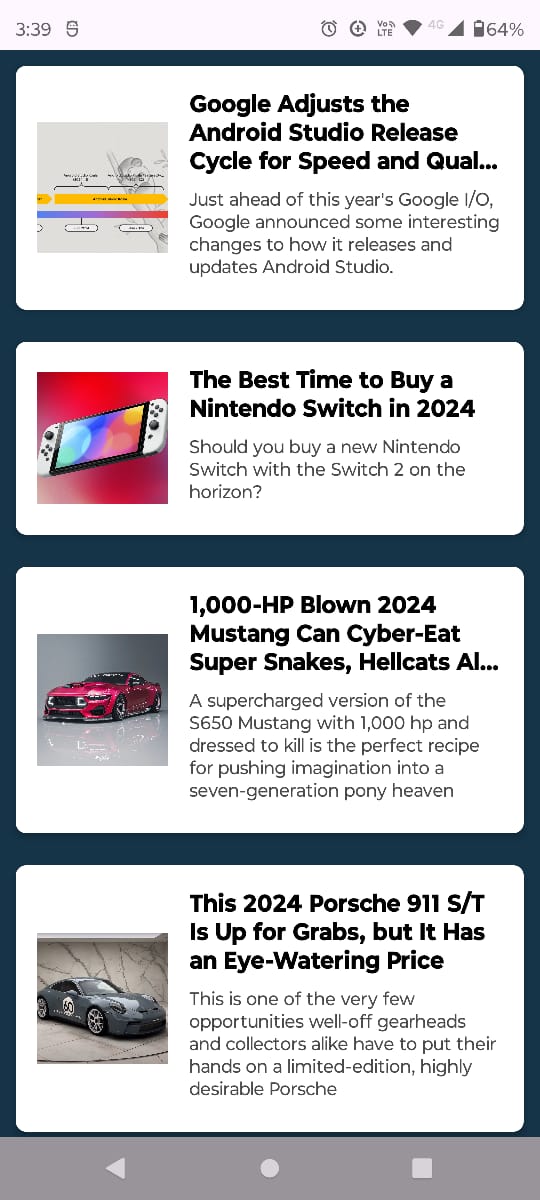 3:39
Vo
LTE
4G
64%
Google Adjusts the
Android Studio Release
Cycle for Speed and Qual...
Just ahead of this year's Google I/O,
Google announced some interesting
changes to how it releases and
updates Android Studio.
The Best Time to Buy a
Nintendo Switch in 2024
Should you buy a new Nintendo
Switch with the Switch 2 on the
horizon?
1,000-HP Blown 2024
Mustang Can Cyber-Eat
Super Snakes, Hellcats Al...
A supercharged version of the
S650 Mustang with 1,000 hp and
dressed to kill is the perfect recipe
for pushing imagination into a
seven-generation pony heaven
This 2024 Porsche 911 S/T
Is Up for Grabs, but It Has
an Eye-Watering Price
This is one of the very few
opportunities well-off gearheads
and collectors alike have to put their
hands on a limited-edition, highly
desirable Porsche